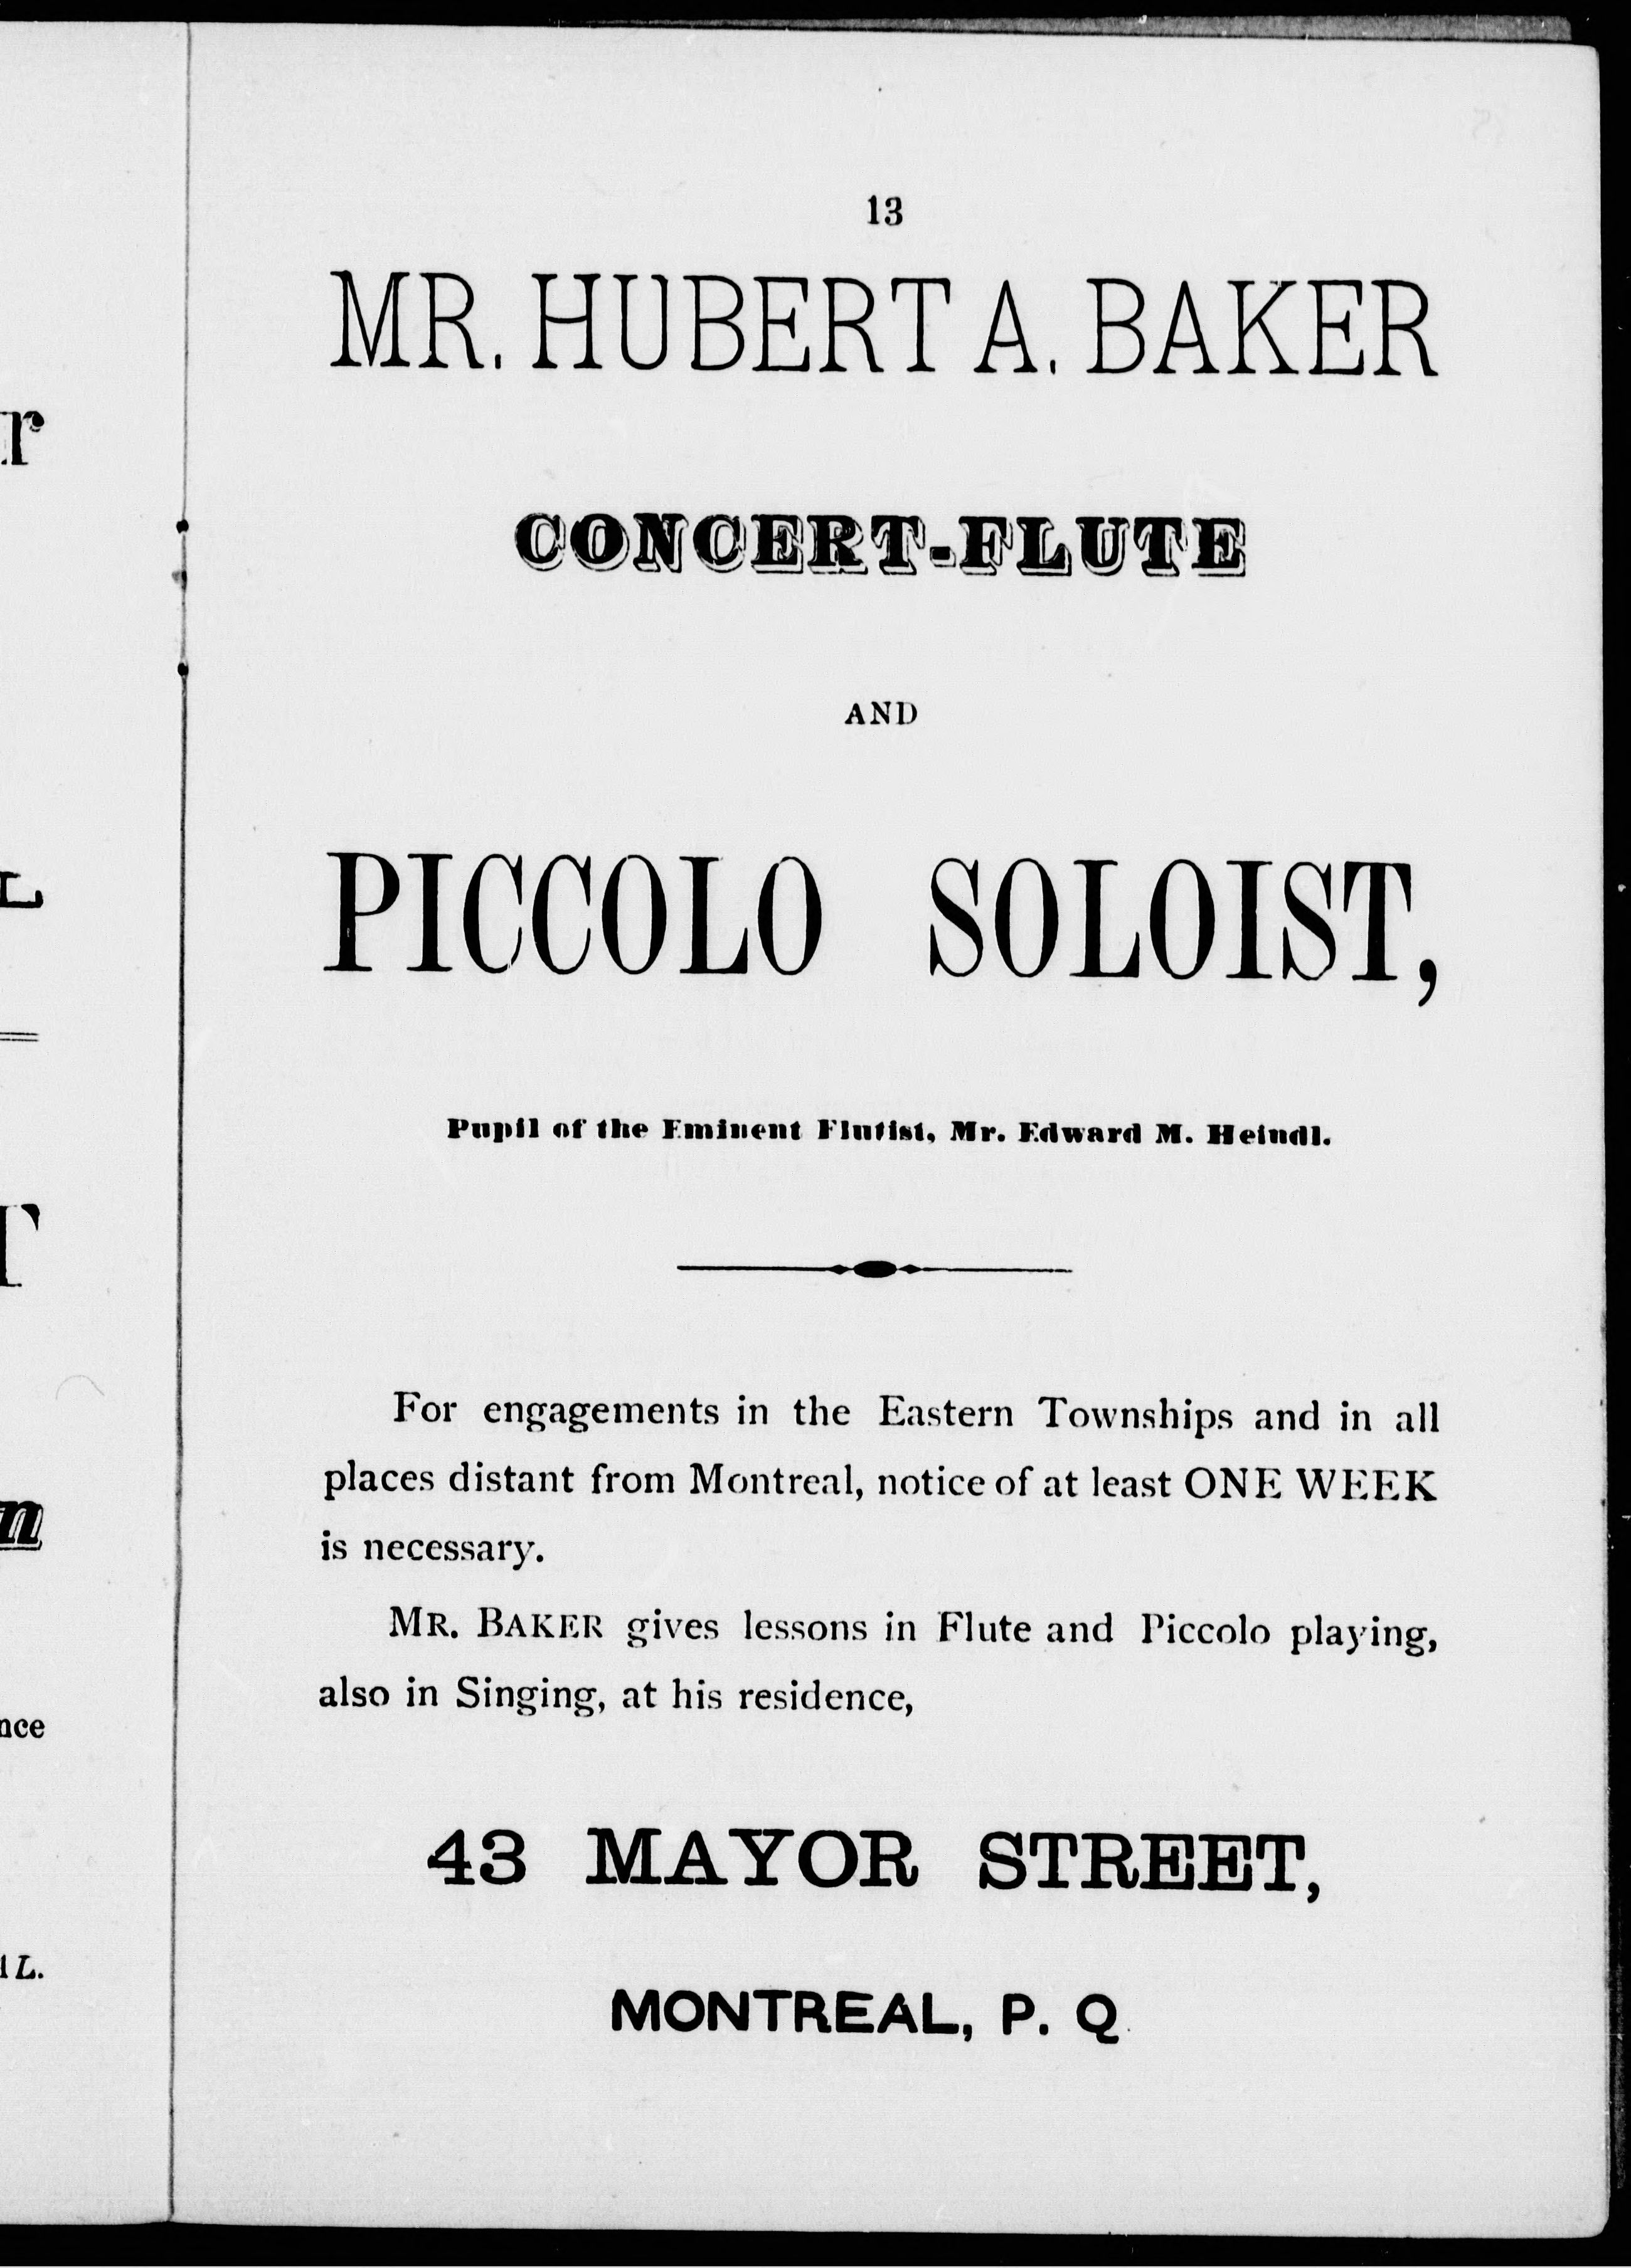 13
MR. HUBERT A. BAKER
CONCERT-FLUTE
AND
PICCOLO SOLOIST,
Pupil of the Eminent Flutist, Mr. Edward M. Heindl.
For engagements in the Eastern Townships and in all
places distant from Montreal, notice of at least ONE WEEK
is necessary.
MR. BAKER gives lessons in Flute and Piccolo playing,
also in Singing, at his residence,
43 MAYOR STREET,
MONTREAL, P. Q.